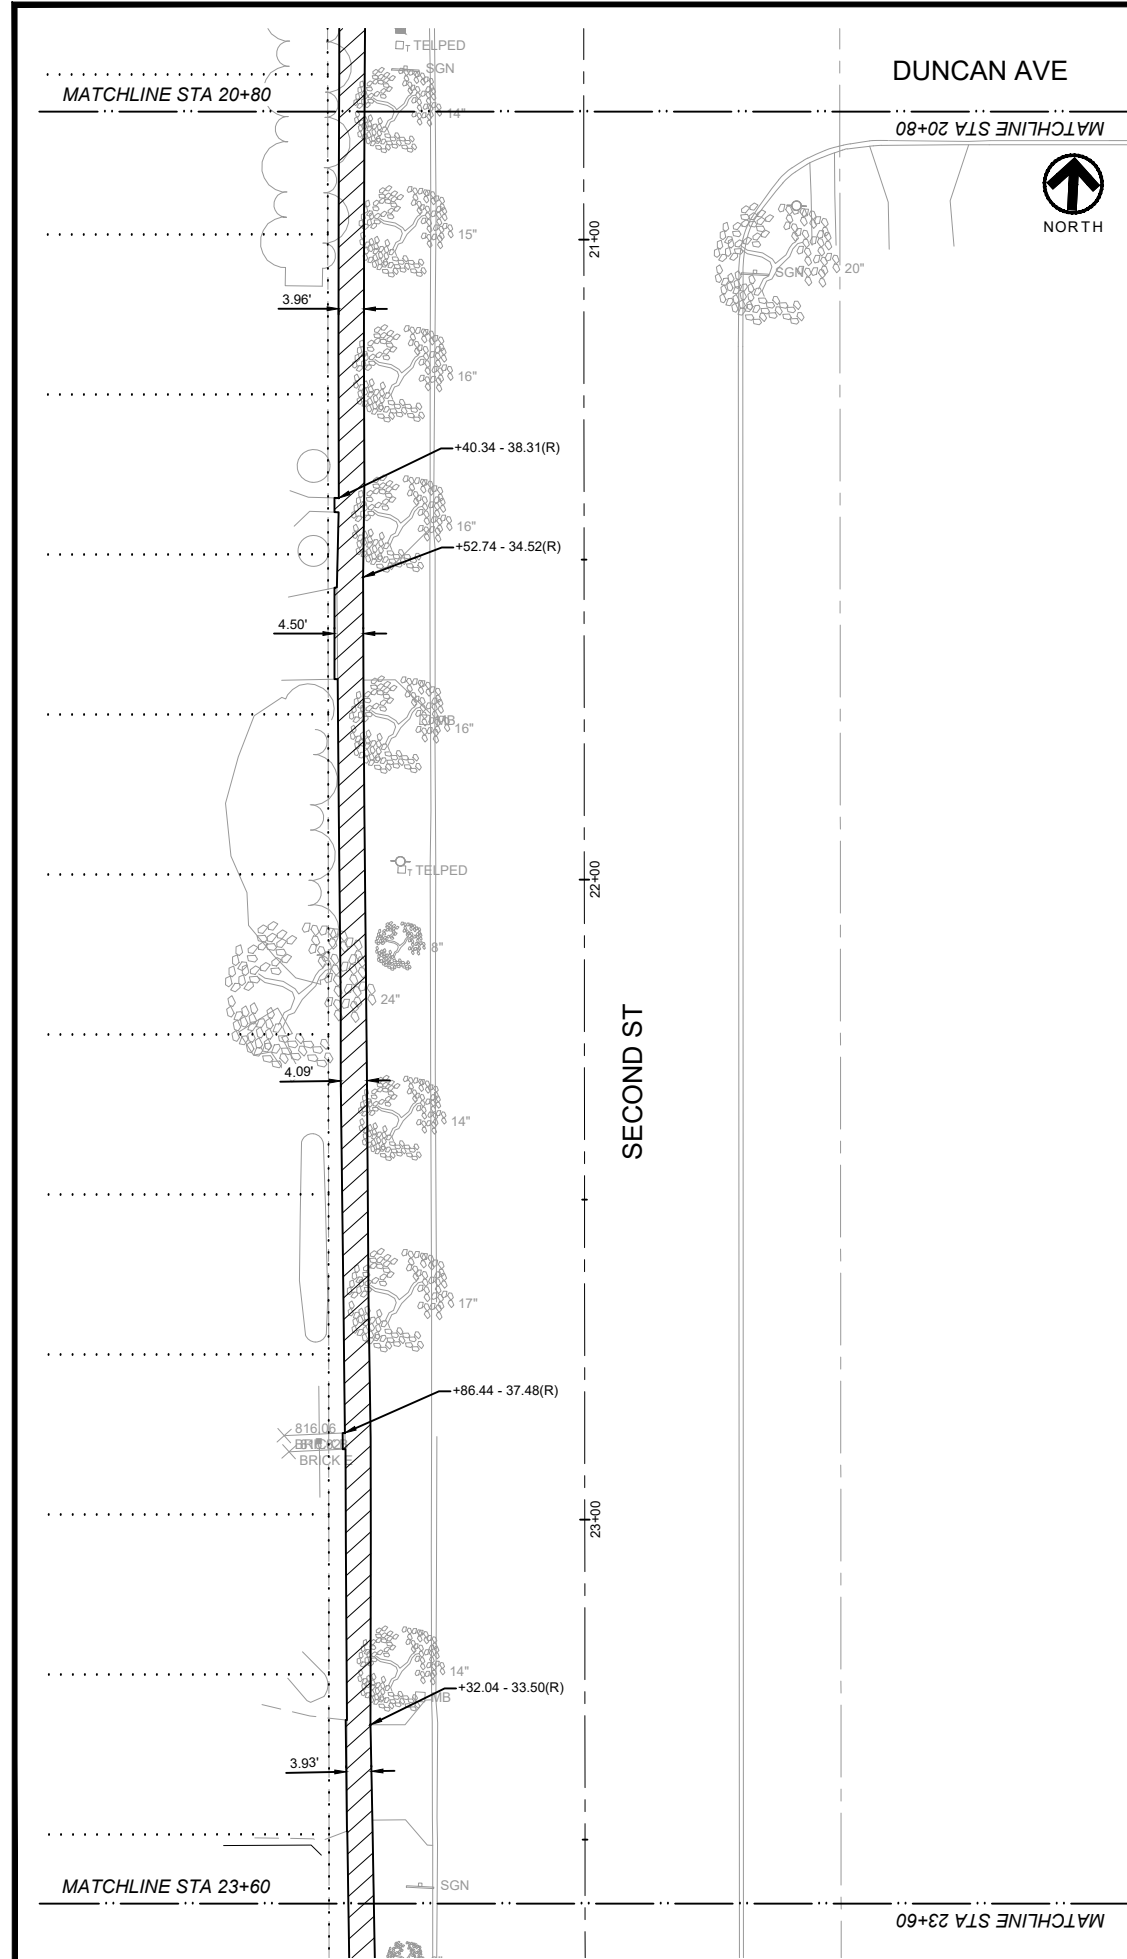 TELPED
SGN
DUNCAN AVE
MATCHLINE STA 20+80
14"
MATCHLINE STA 20+80
NORTH
15"
21+00
SGN
20"
3.96'
16"
+40.34 - 38.31(R)
16"
+52.74 - 34.52(R)
4.50'
MB
16"
TELPED
22+00
8"
24"
SECOND ST
4.09'
14"
17"
+86.44 - 37.48(R)
816.06
BRICK E
23+00
14"
+32.04 - 33.50(R)
MB
3.93'
MATCHLINE STA 23+60
SGN
MATCHLINE STA 23+60